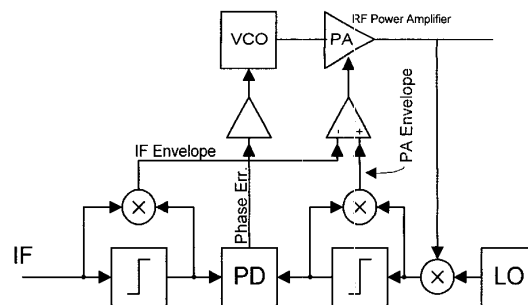 RF Power Amplifier
VCO
PA
IF Envelope
Phase Err.
PA Envelope
- +
× ×
IF
PD
×
LO